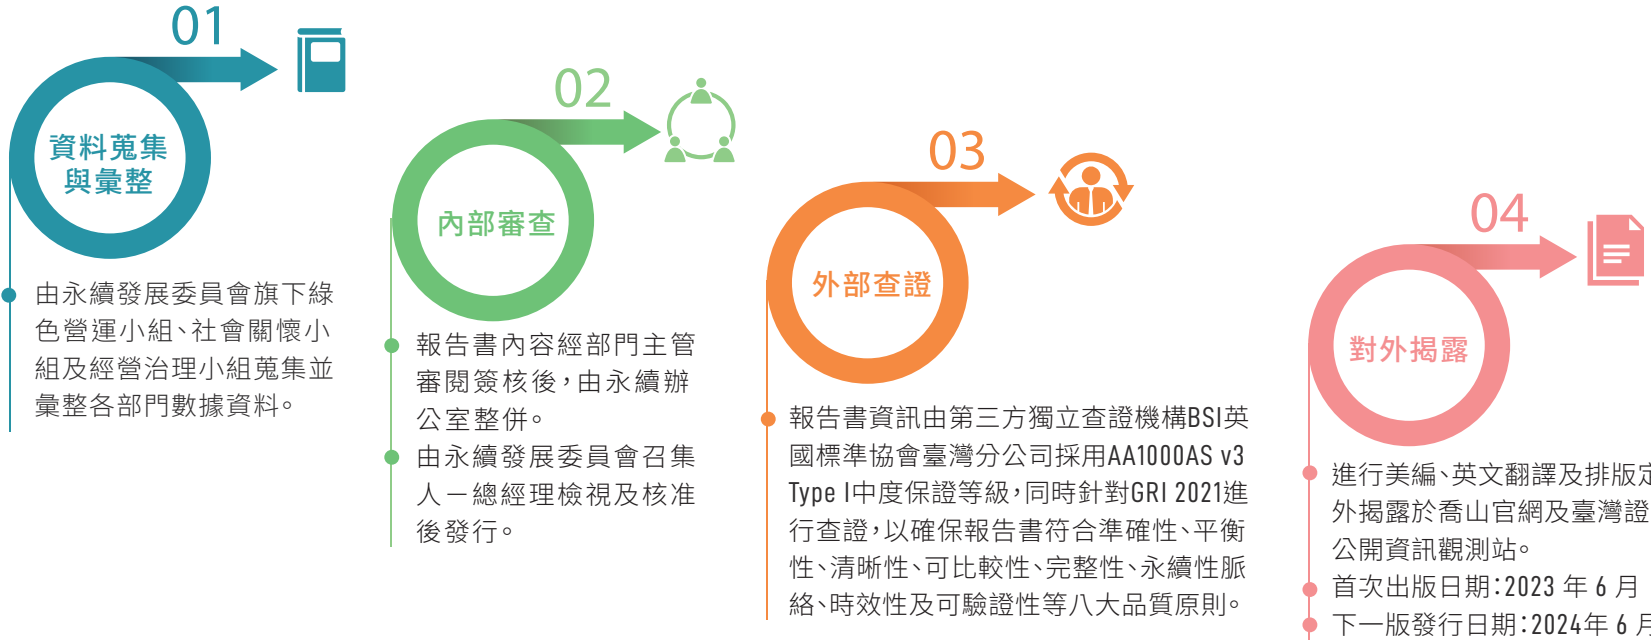 01
資料蒐集
與彙整
由永續發展委員會旗下綠
色營運小組、社會關懷小
組及經營治理小組蒐集並
彙整各部門數據資料。
02
內部審查
報告書內容經部門主管
審閱簽核後，由永續辦
公室整併。
由永續發展委員會召集
人－總經理檢視及核准
後發行。
03
外部查證
報告書資訊由第三方獨立查證機構BSI英
國標準協會臺灣分公司採用AA1000AS v3
Type I中度保證等級，同時針對GRI 2021進
行查證，以確保報告書符合準確性、平衡
性、清晰性、可比較性、完整性、永續性脈
絡、時效性及可驗證性等八大品質原則。
04
對外揭露
進行美編、英文翻譯及排版定
外揭露於喬山官網及臺灣證
公開資訊觀測站。
首次出版日期：2023 年 6 月
下一版發行日期：2024年 6 月